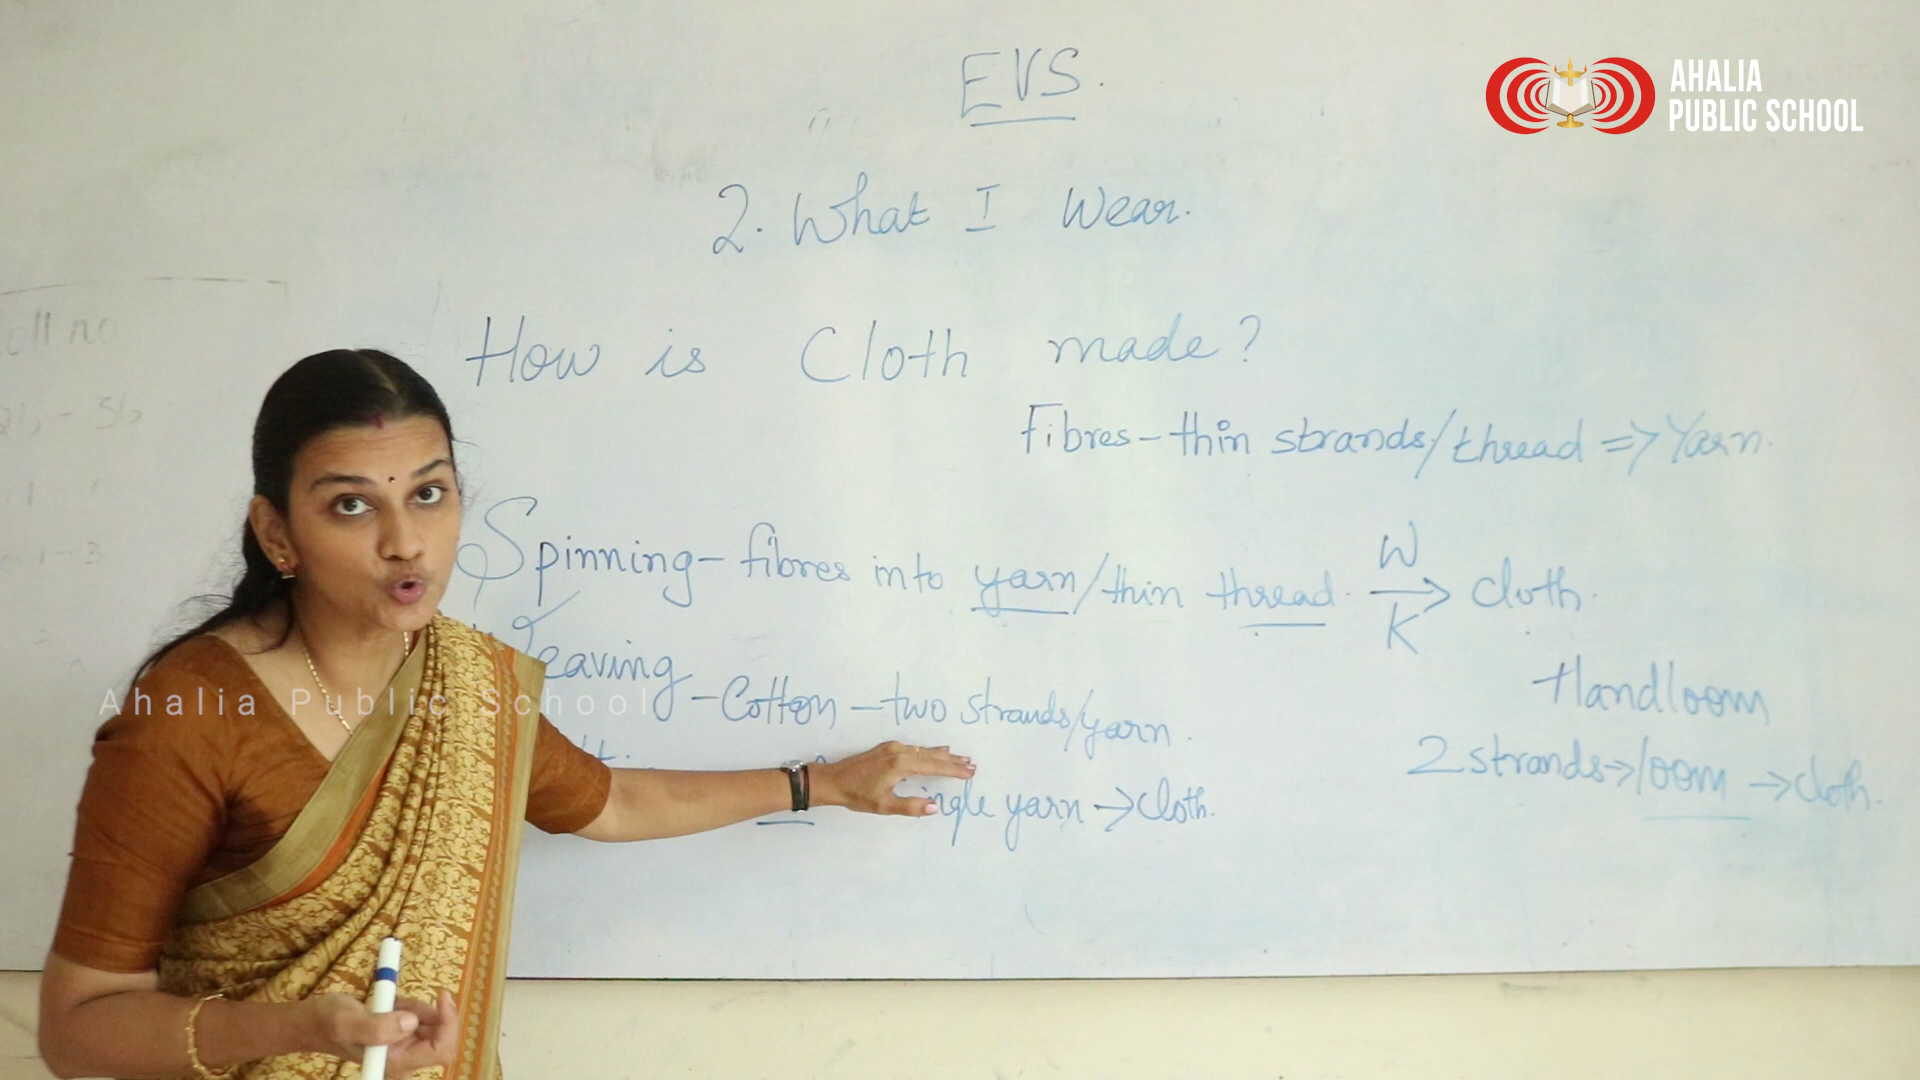 EVS.
AHALIA
PUBLIC SCHOOL
2. What I Wear.
How is Cloth made?
Fibres - thin strands/thread => Yarn.
Spinning - fibres into yarn/thin thread. W K → cloth.
Weaving - Cotton - two strands/yarn.
Handloom
2 strands → loom → cloth.
yarn → cloth.
Ahalia Public School